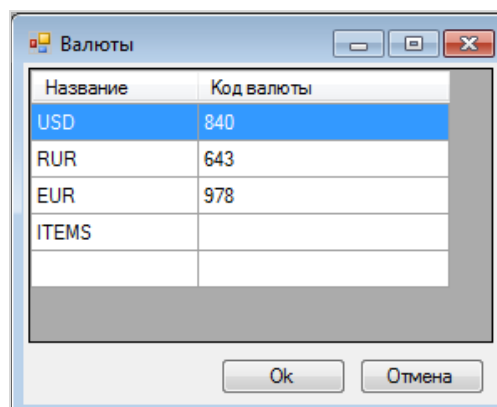 Валюты
Название Код валюты
USD 840
RUR 643
EUR 978
ITEMS
Ok Отмена